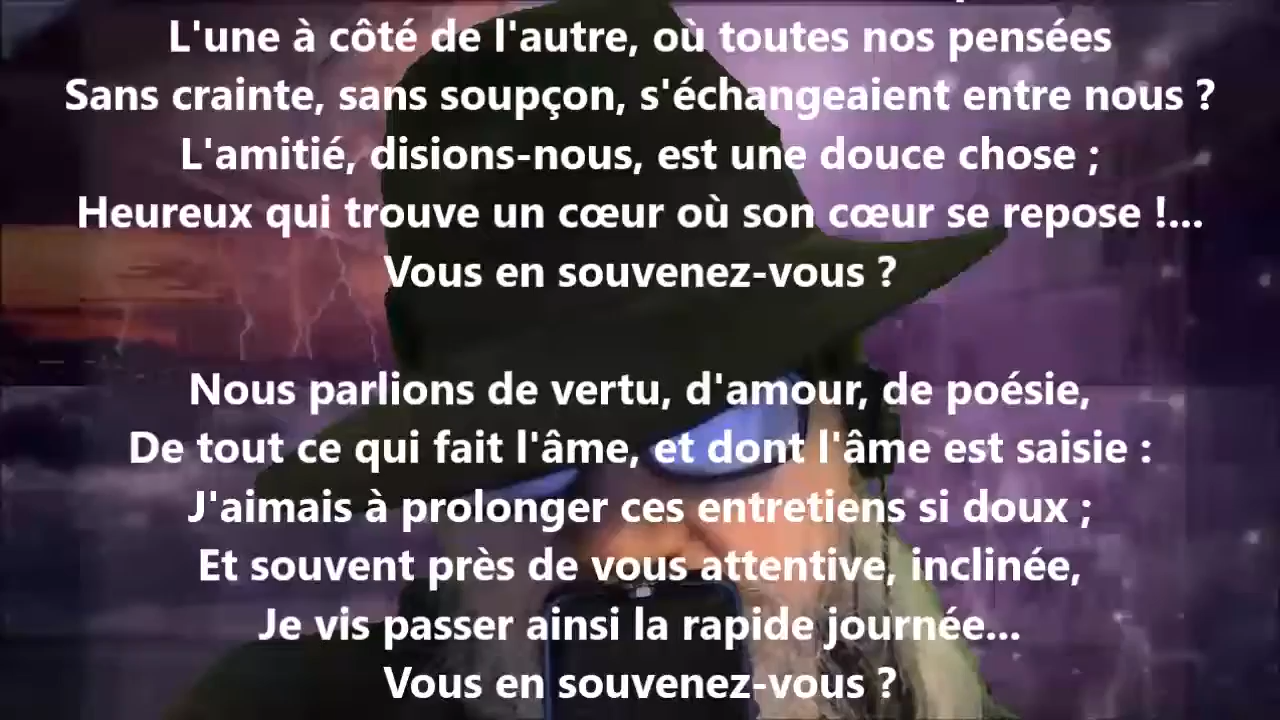 L'une à côté de l'autre, où toutes nos pensées
Sans crainte, sans soupçon, s'échangeaient entre nous ?
L'amitié, disions-nous, est une douce chose ;
Heureux qui trouve un cœur où son cœur se repose !...
Vous en souvenez-vous ?
Nous parlions de vertu, d'amour, de poésie,
De tout ce qui fait l'âme, et dont l'âme est saisie :
J'aimais à prolonger ces entretiens si doux ;
Et souvent près de vous attentive, inclinée,
Je vis passer ainsi la rapide journée...
Vous en souvenez-vous ?